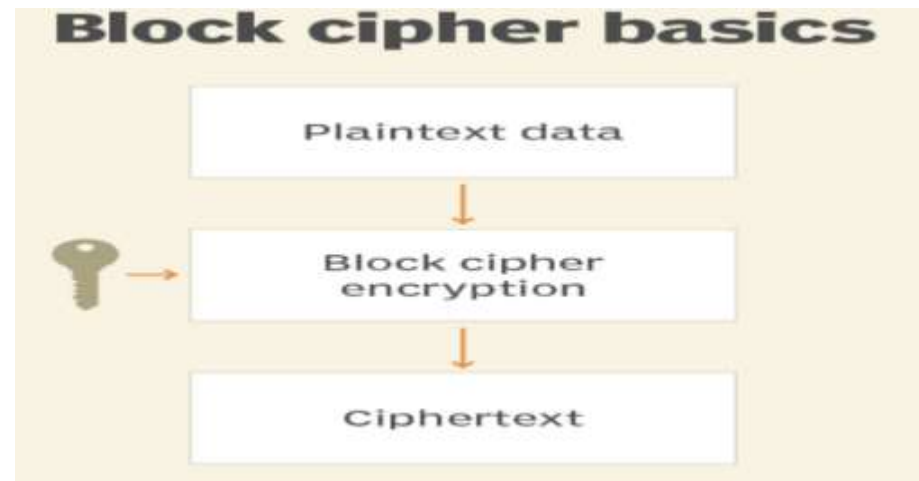 Block cipher basics
Plaintext data
Block cipher
encryption
Ciphertext